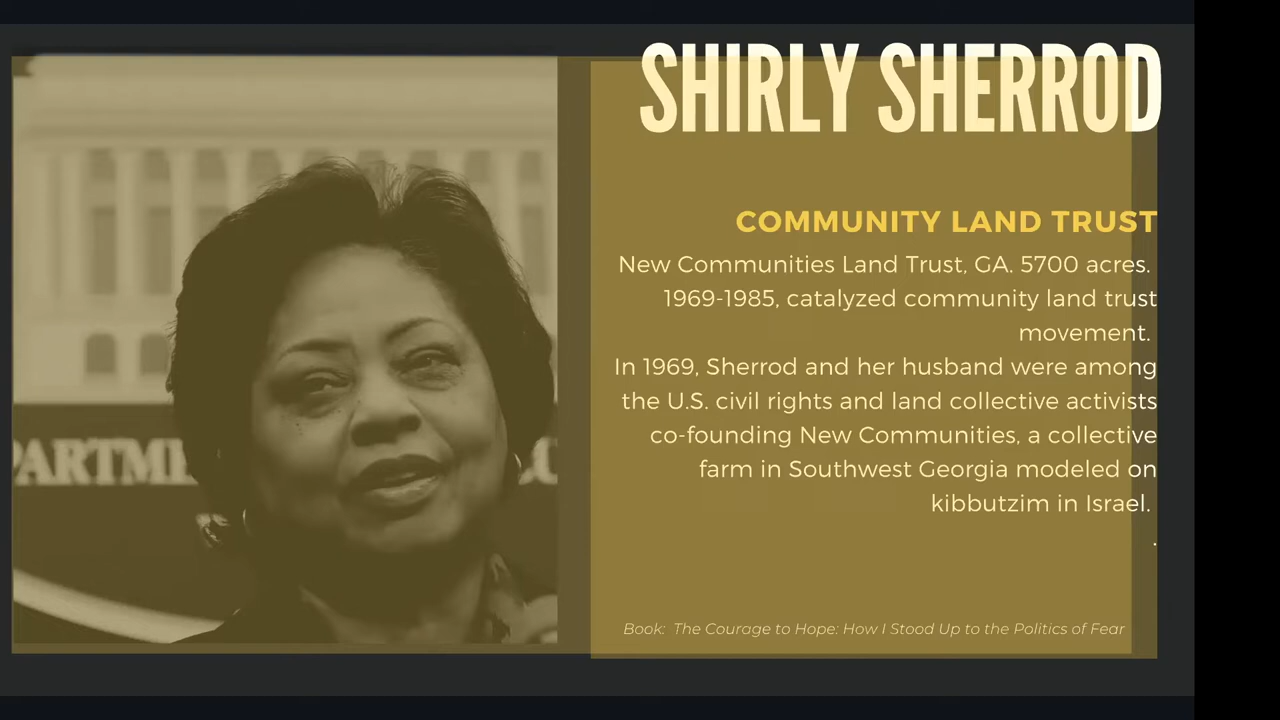 SHIRLY SHERROD
COMMUNITY LAND TRUST
New Communities Land Trust, GA. 5700 acres.
1969-1985, catalyzed community land trust
movement.
In 1969, Sherrod and her husband were among
the U.S. civil rights and land collective activists
co-founding New Communities, a collective
farm in Southwest Georgia modeled on
kibbutzim in Israel.
.
Book: The Courage to Hope: How I Stood Up to the Politics of Fear